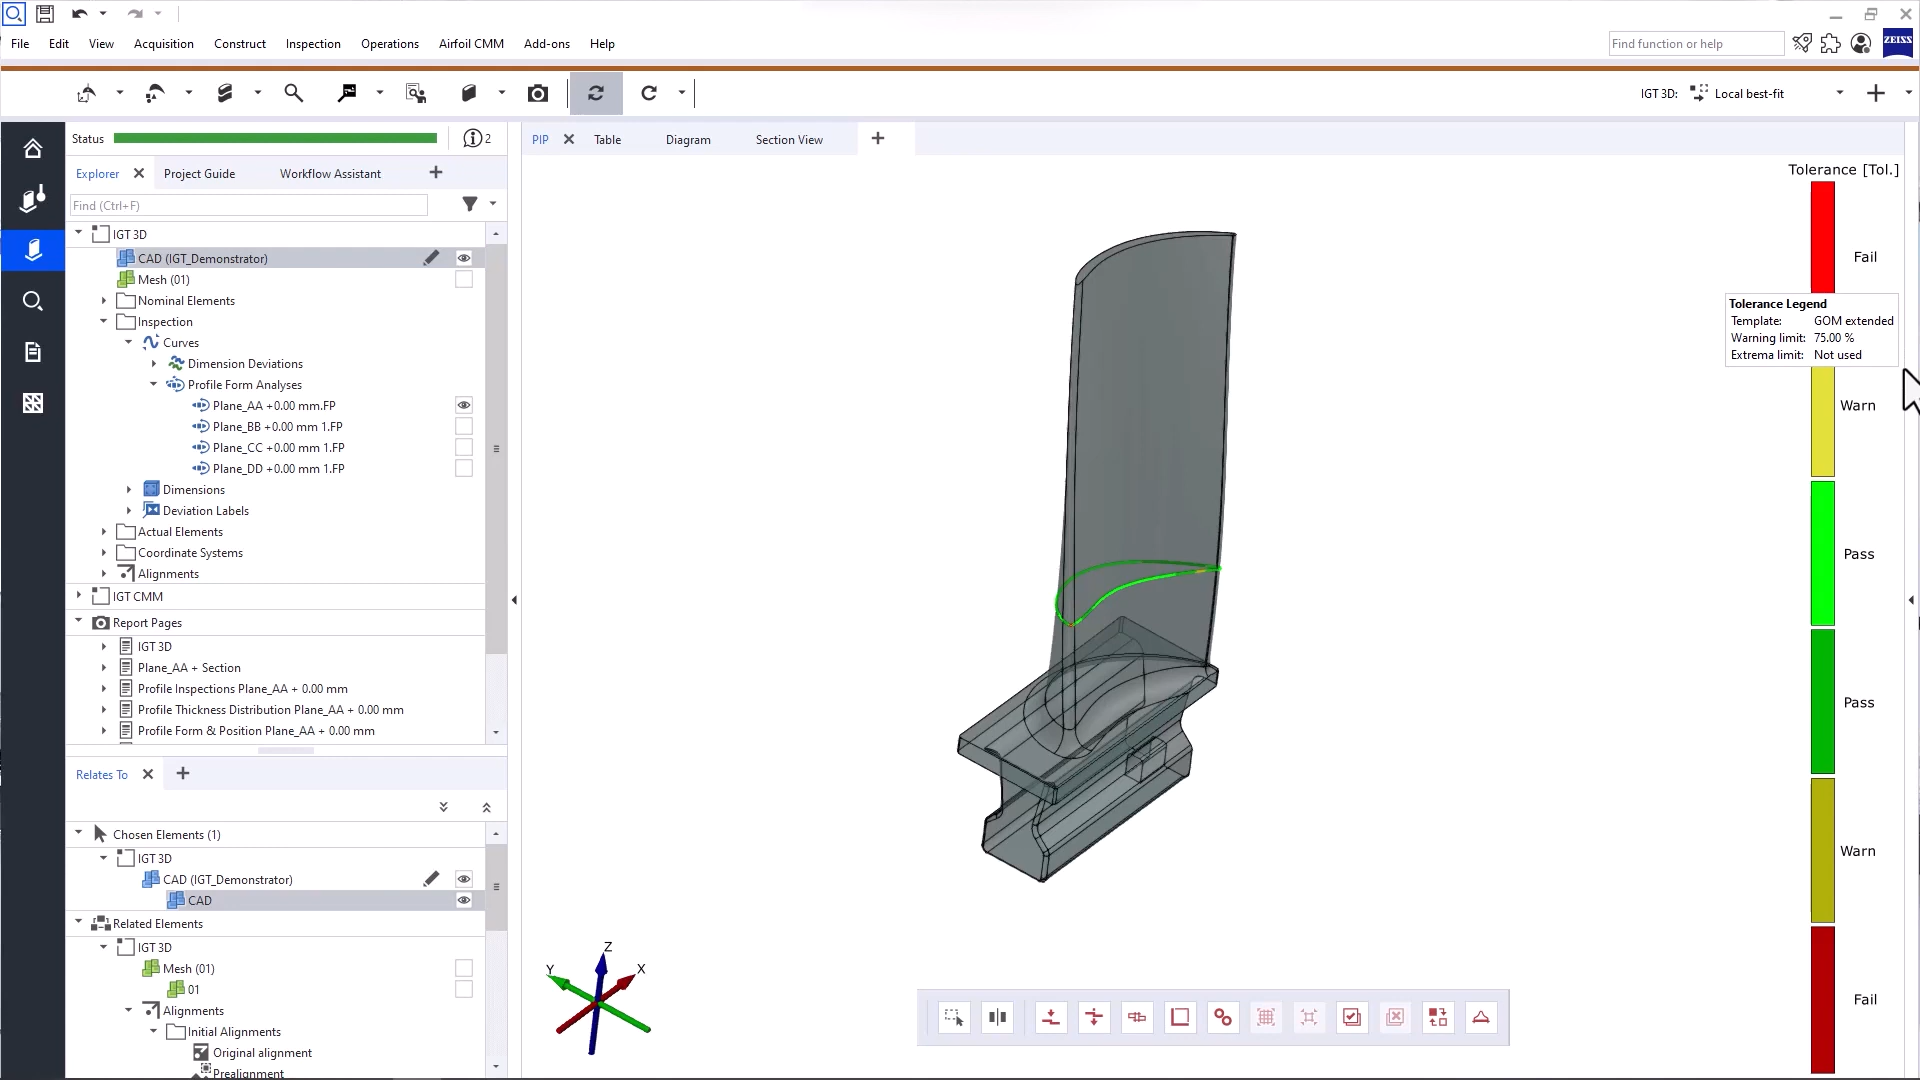 File Edit View Acquisition Construct Inspection Operations Airfoil CMM Add-ons Help
Find function or help
ZEISS
IGT 3D: Local best-fit
Status
2
PIP Table Diagram Section View
Explorer Project Guide Workflow Assistant
Find (Ctrl+F)
IGT 3D
CAD (IGT_Demonstrator)
Mesh (01)
Nominal Elements
Inspection
Curves
Dimension Deviations
Profile Form Analyses
Plane_AA +0.00 mm.FP
Plane_BB +0.00 mm 1.FP
Plane_CC +0.00 mm 1.FP
Plane_DD +0.00 mm 1.FP
Dimensions
Deviation Labels
Actual Elements
Coordinate Systems
Alignments
IGT CMM
Report Pages
IGT 3D
Plane_AA + Section
Profile Inspections Plane_AA + 0.00 mm
Profile Thickness Distribution Plane_AA + 0.00 mm
Profile Form & Position Plane_AA + 0.00 mm
Relates To
Chosen Elements (1)
IGT 3D
CAD (IGT_Demonstrator)
CAD
Related Elements
IGT 3D
Mesh (01)
01
Alignments
Initial Alignments
Original alignment
Prealignment
Z
Y
X
Tolerance [Tol.]
Fail
Tolerance Legend
Template: GOM extended
Warning limit: 75.00 %
Extrema limit: Not used
Warn
Pass
Pass
Warn
Fail